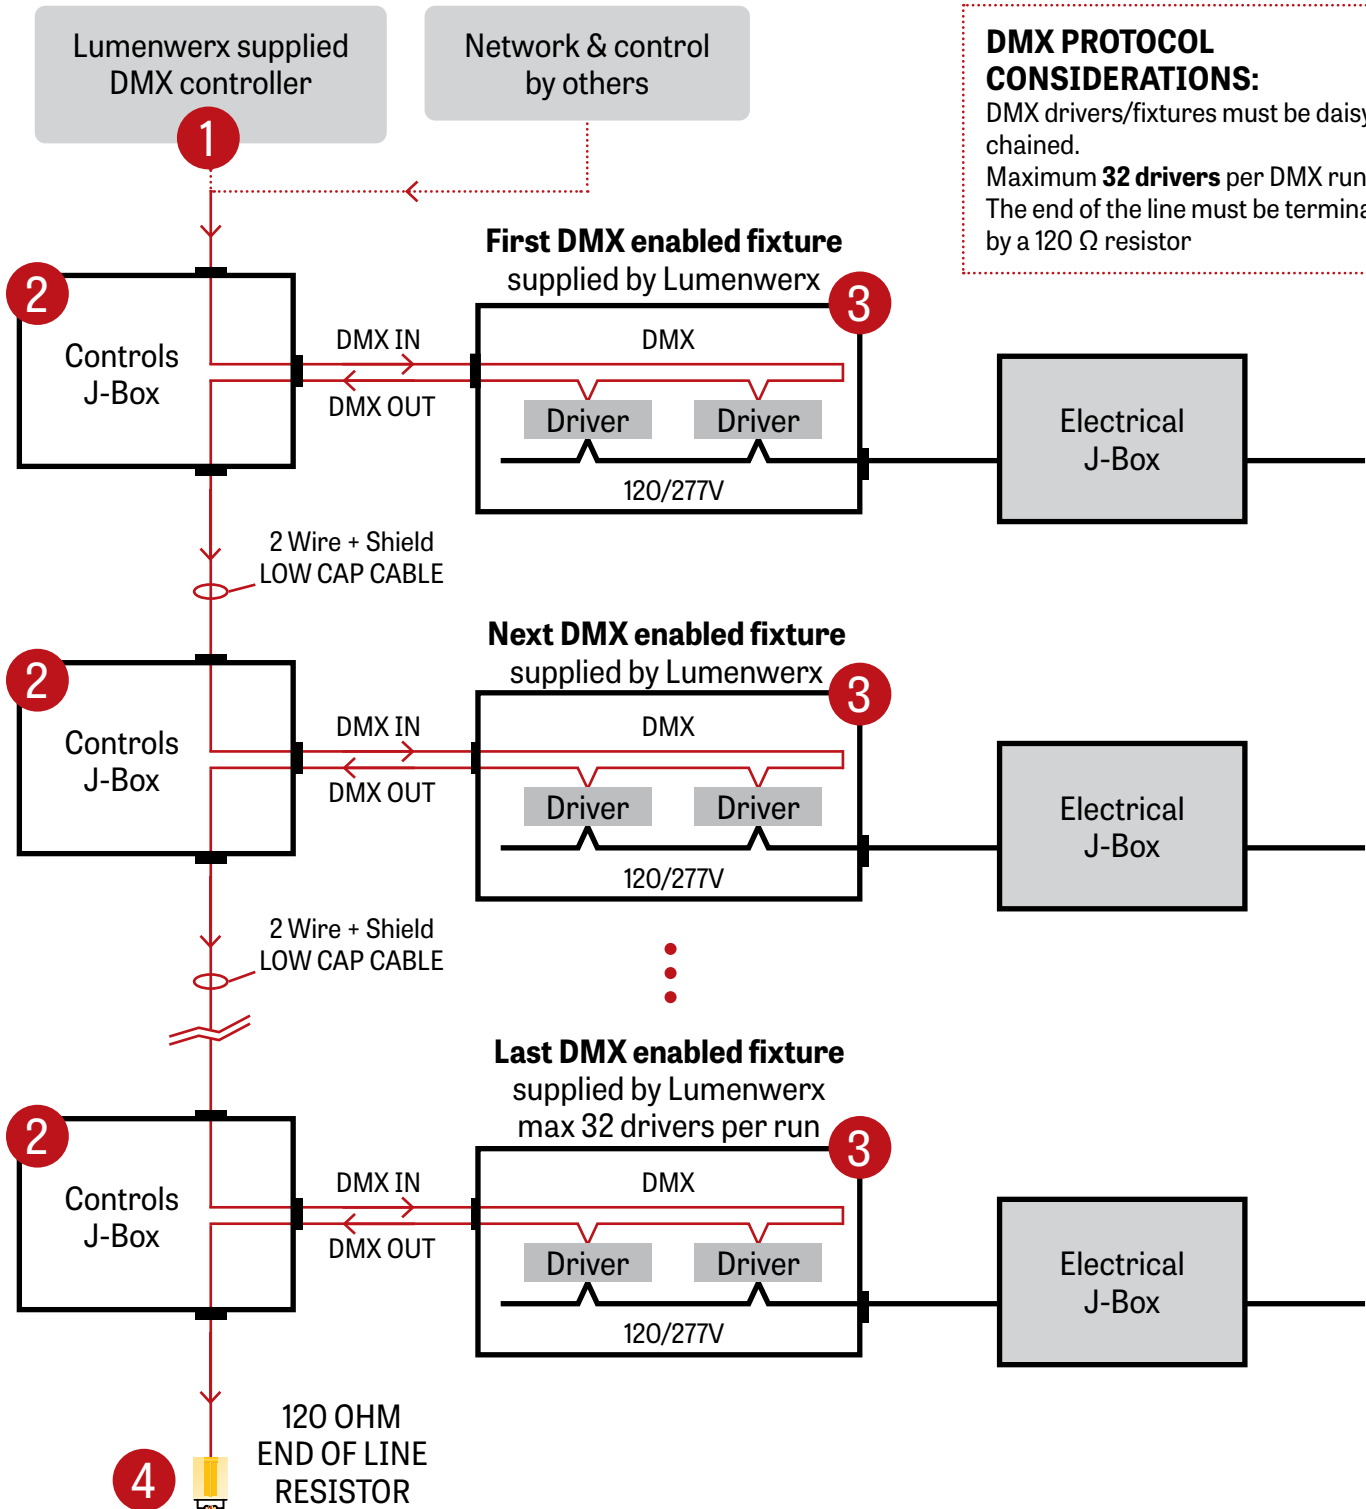 Lumenwerx supplied
DMX controller
1
Network & control
by others
DMX PROTOCOL
CONSIDERATIONS:
DMX drivers/fixtures must be daisy
chained.
Maximum 32 drivers per DMX run
The end of the line must be termina
by a 120 Ω resistor
First DMX enabled fixture
supplied by Lumenwerx
2
Controls
J-Box
DMX IN
DMX OUT
3
DMX
Driver
Driver
120/277V
Electrical
J-Box
2 Wire + Shield
LOW CAP CABLE
Next DMX enabled fixture
supplied by Lumenwerx
2
Controls
J-Box
DMX IN
DMX OUT
3
DMX
Driver
Driver
120/277V
Electrical
J-Box
2 Wire + Shield
LOW CAP CABLE
Last DMX enabled fixture
supplied by Lumenwerx
max 32 drivers per run
2
Controls
J-Box
DMX IN
DMX OUT
3
DMX
Driver
Driver
120/277V
Electrical
J-Box
4
120 OHM
END OF LINE
RESISTOR